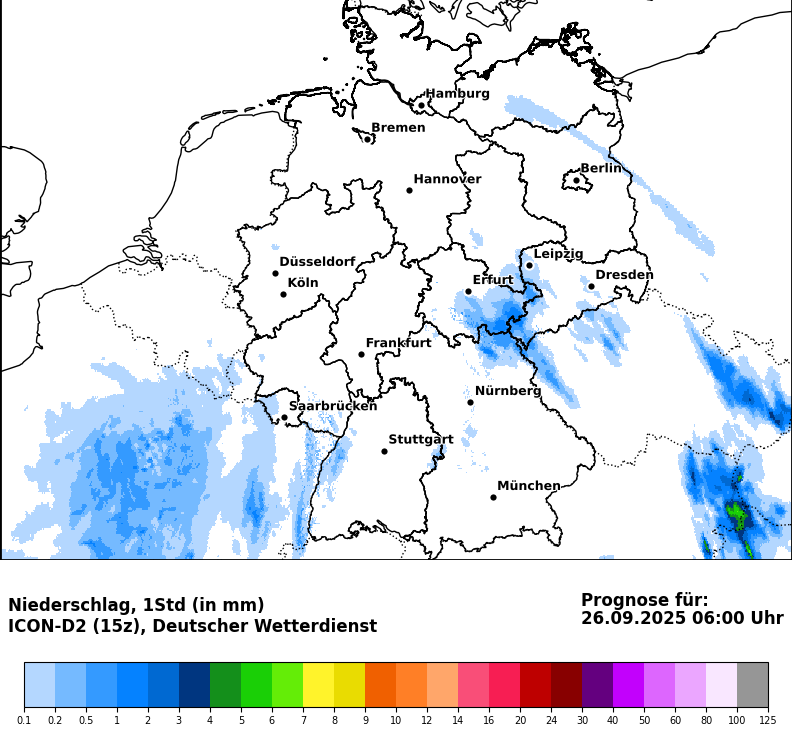 Hamburg
Bremen
Berlin
Hannover
Leipzig
Düsseldorf
Dresden
Köln
Erfurt
Frankfurt
Nürnberg
Saarbrücken
Stuttgart
München
Niederschlag, 1Std (in mm)
ICON-D2 (15z), Deutscher Wetterdienst
Prognose für:
26.09.2025 06:00 Uhr
0.1 0.2 0.5 1 2 3 4 5 6 7 8 9 10 12 14 16 20 24 30 40 50 60 80 100 125